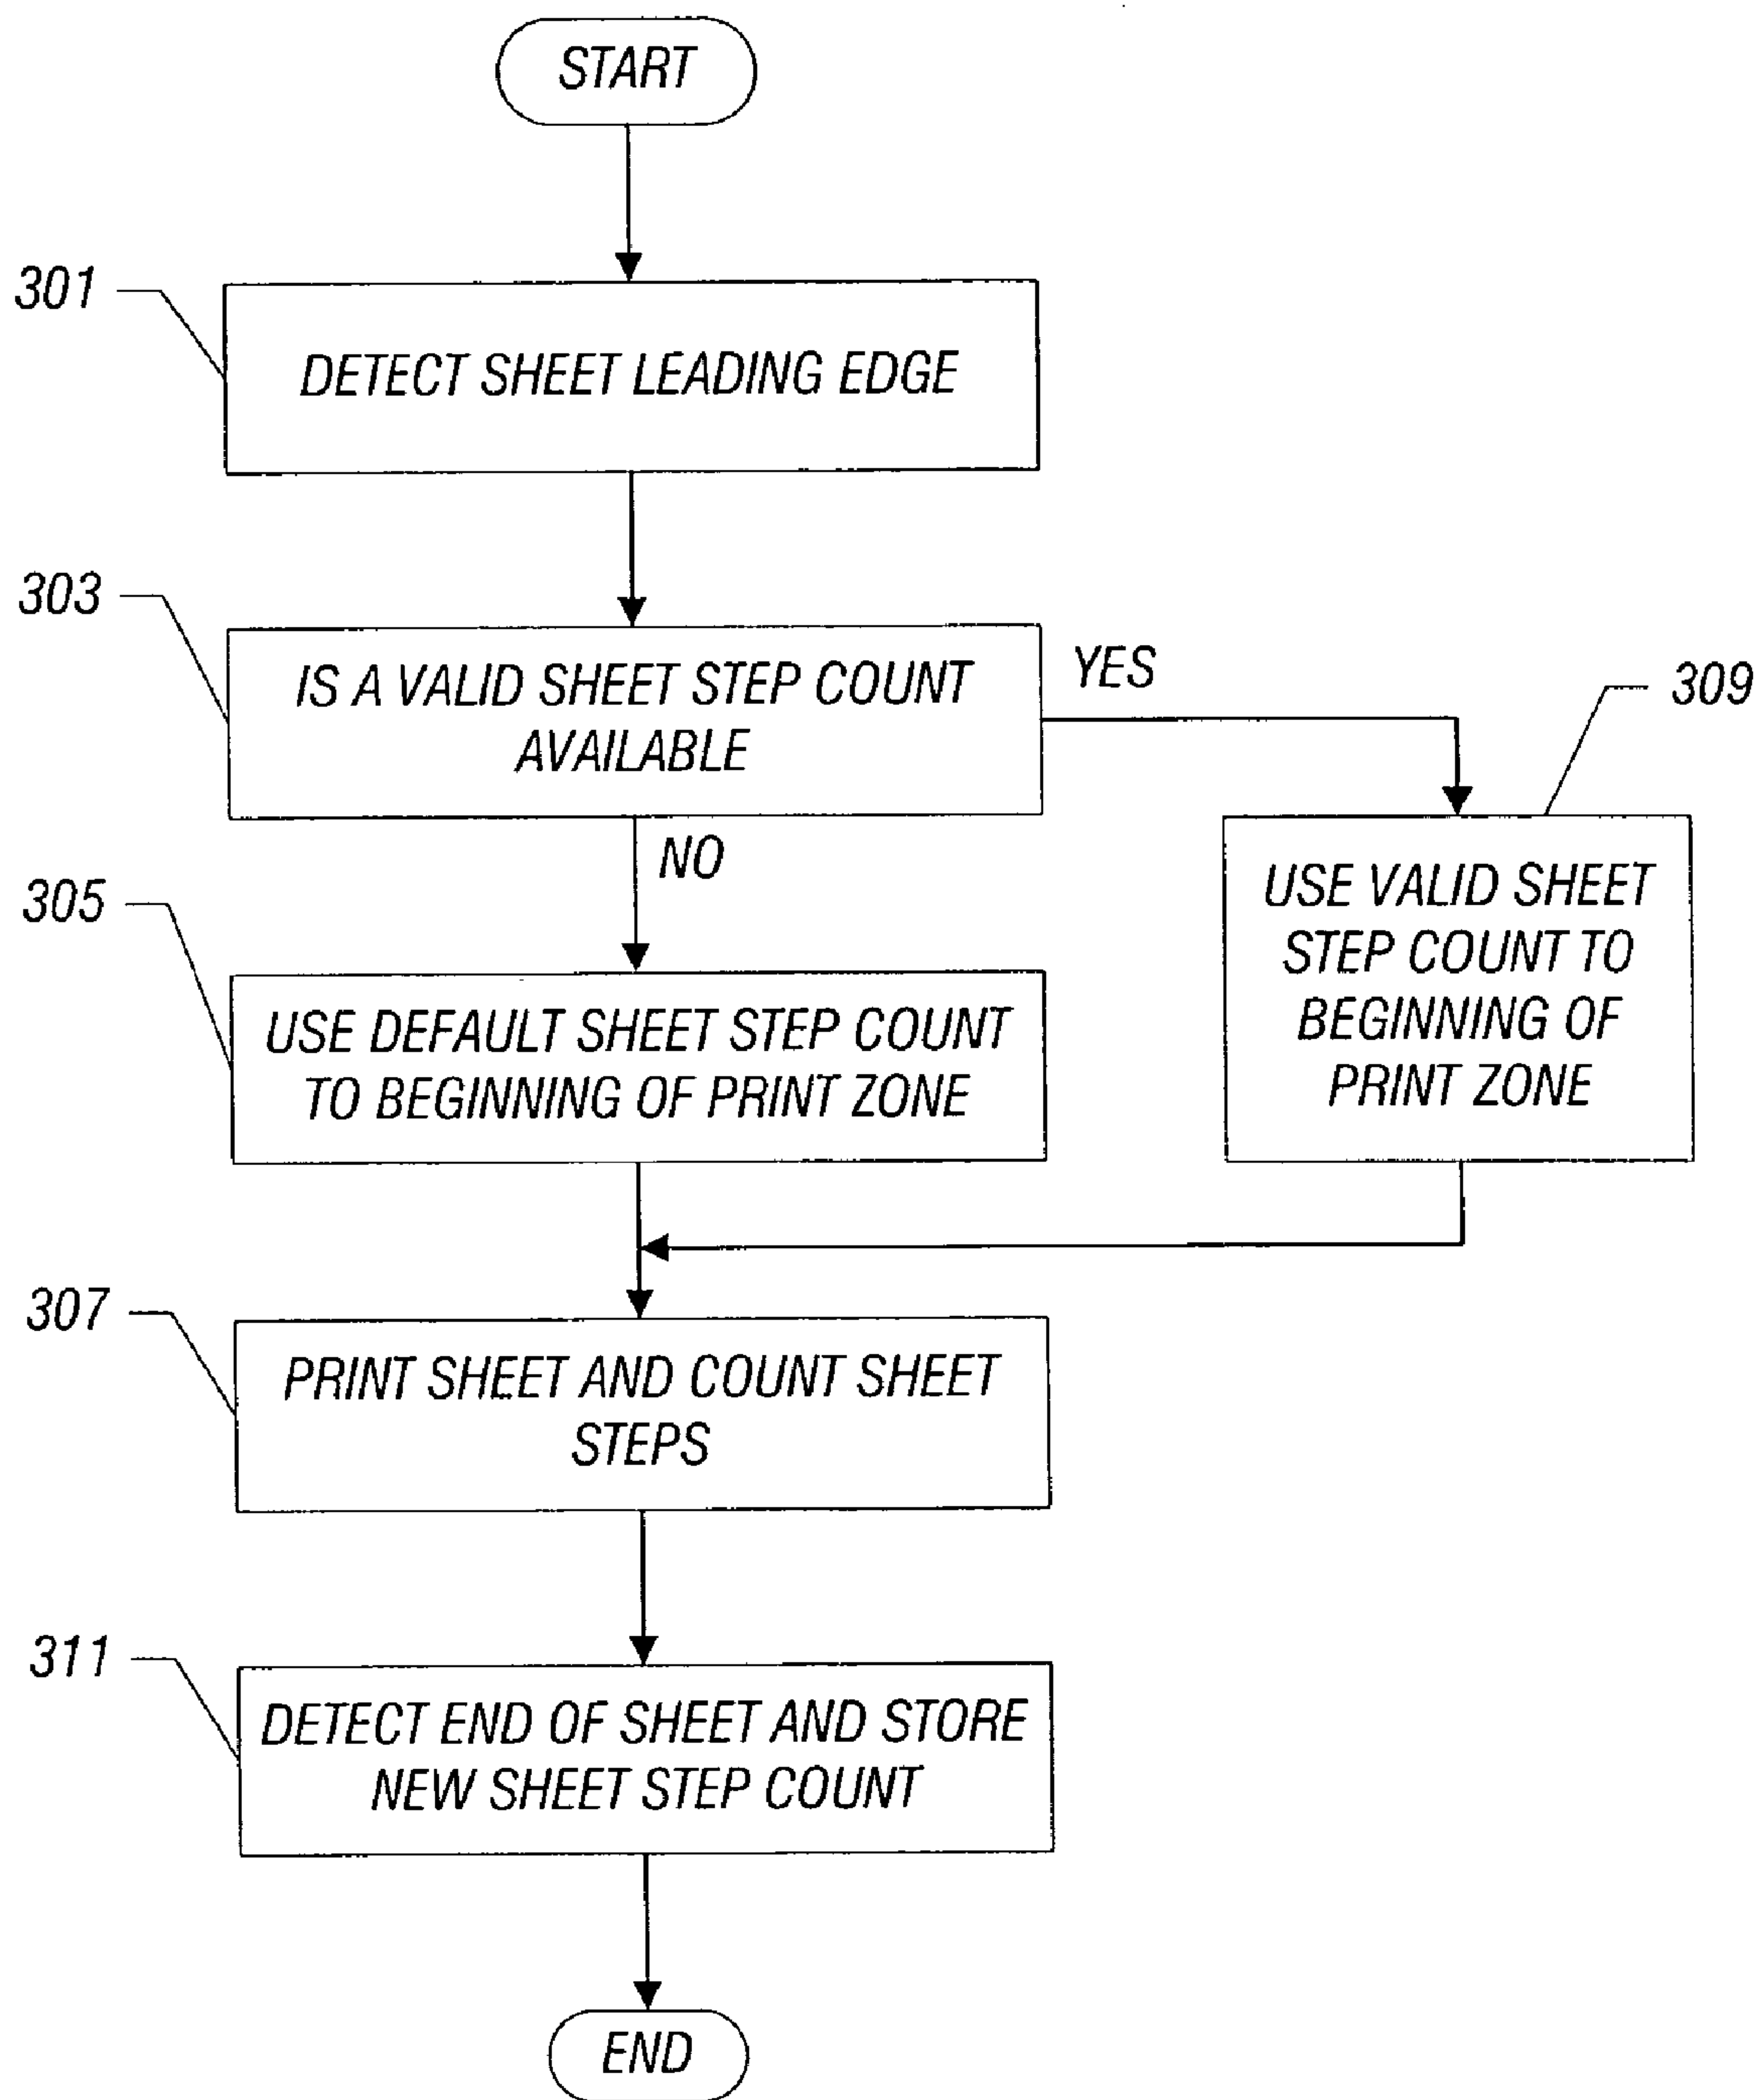 START
301
DETECT SHEET LEADING EDGE
303
IS A VALID SHEET STEP COUNT
AVAILABLE
YES
309
NO
305
USE DEFAULT SHEET STEP COUNT
TO BEGINNING OF PRINT ZONE
USE VALID SHEET
STEP COUNT TO
BEGINNING OF
PRINT ZONE
307
PRINT SHEET AND COUNT SHEET
STEPS
311
DETECT END OF SHEET AND STORE
NEW SHEET STEP COUNT
END